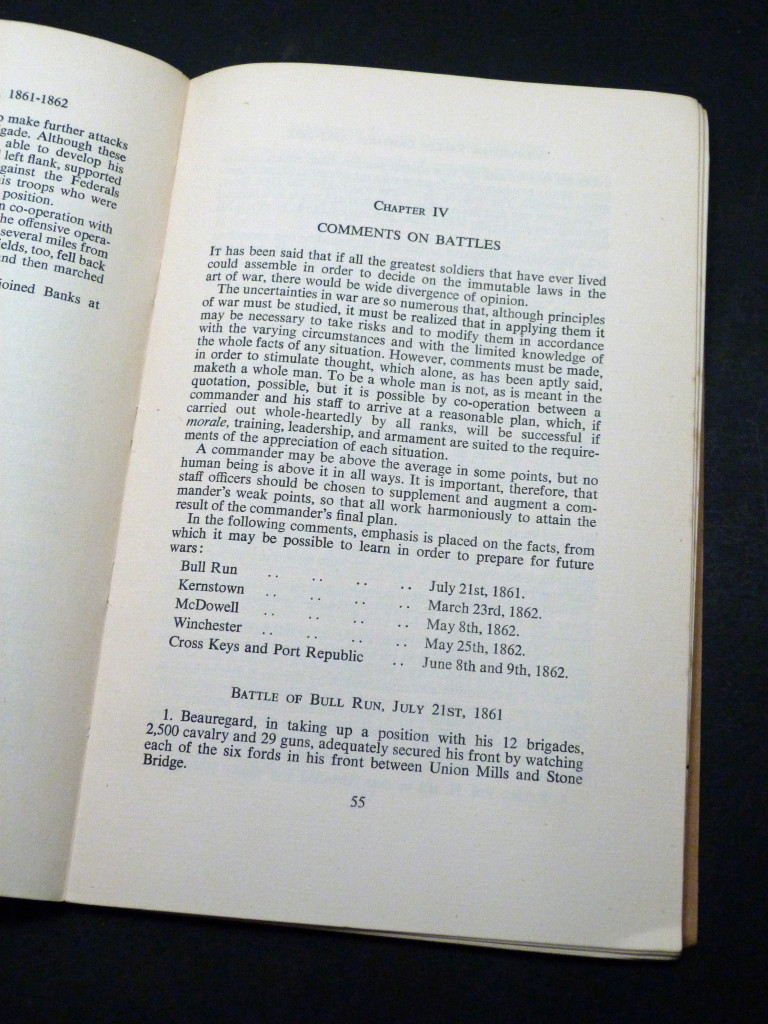 1861-1862
make further attacks
gade. Although these
able to develop his
left flank, supported
gainst the Federals
is troops who were
position.
n co-operation with
he offensive opera-
several miles from
ields, too, fell back
nd then marched
joined Banks at
CHAPTER IV
COMMENTS ON BATTLES
IT has been said that if all the greatest soldiers that have ever lived
could assemble in order to decide on the immutable laws in the
art of war, there would be wide divergence of opinion.
The uncertainties in war are so numerous that, although principles
of war must be studied, it must be realized that in applying them it
may be necessary to take risks and to modify them in accordance
with the varying circumstances and with the limited knowledge of
the whole facts of any situation. However, comments must be made,
in order to stimulate thought, which alone, as has been aptly said,
maketh a whole man. To be a whole man is not, as is meant in the
quotation, possible, but it is possible by co-operation between a
commander and his staff to arrive at a reasonable plan, which, if
carried out whole-heartedly by all ranks, will be successful if
morale, training, leadership, and armament are suited to the require-
ments of the appreciation of each situation.
A commander may be above the average in some points, but no
human being is above it in all ways. It is important, therefore, that
staff officers should be chosen to supplement and augment a com-
mander's weak points, so that all work harmoniously to attain the
result of the commander's final plan.
In the following comments, emphasis is placed on the facts, from
which it may be possible to learn in order to prepare for future
wars:
Bull Run .. .. .. .. July 21st, 1861.
Kernstown .. .. .. .. March 23rd, 1862.
McDowell .. .. .. .. May 8th, 1862.
Winchester .. .. .. .. May 25th, 1862.
Cross Keys and Port Republic .. June 8th and 9th, 1862.
BATTLE OF BULL RUN, JULY 21ST, 1861
1. Beauregard, in taking up a position with his 12 brigades,
2,500 cavalry and 29 guns, adequately secured his front by watching
each of the six fords in his front between Union Mills and Stone
Bridge.
55